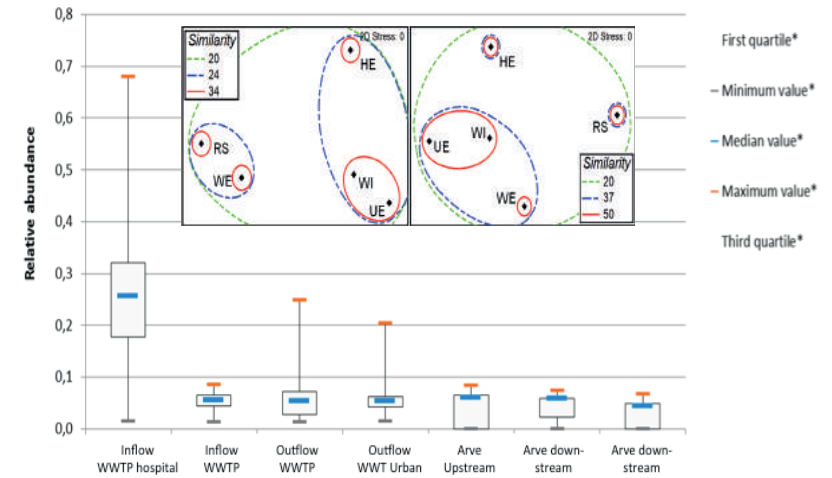 0,8
0,7
0,6
0,5
0,4
0,3
0,2
0,1
0,0
Relative abundance
Similarity
20
24
34
2D Stress: 0
HE
RS
WE
WI
UE
2D Stress: 0
HE
RS
WI
UE
WE
Similarity
20
37
50
First quartile*
Minimum value*
Median value*
Maximum value*
Third quartile*
Inflow
WWTP hospital
Inflow
WWTP
Outflow
WWTP
Outflow
WWT Urban
Arve
Upstream
Arve down-
stream
Arve down-
stream